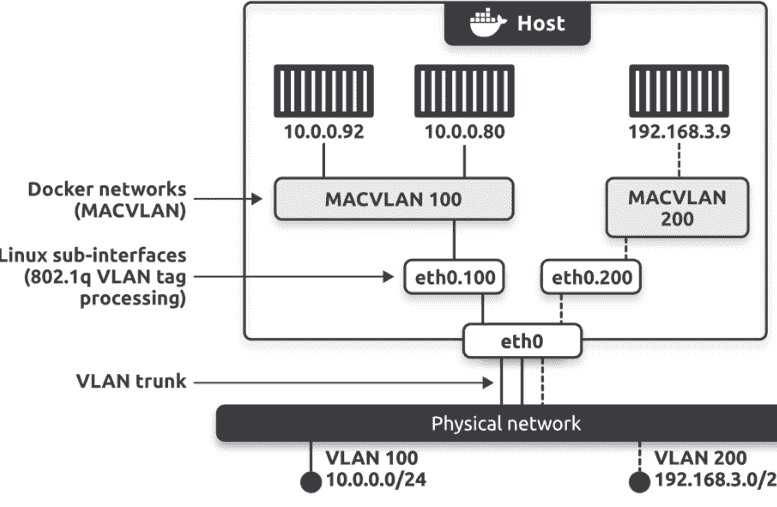 Host
10.0.0.92
10.0.0.80
192.168.3.9
Docker networks
(MACVLAN)
MACVLAN 100
MACVLAN
200
Linux sub-interfaces
(802.1q VLAN tag
processing)
eth0.100
eth0.200
eth0
VLAN trunk
Physical network
VLAN 100
10.0.0.0/24
VLAN 200
192.168.3.0/2